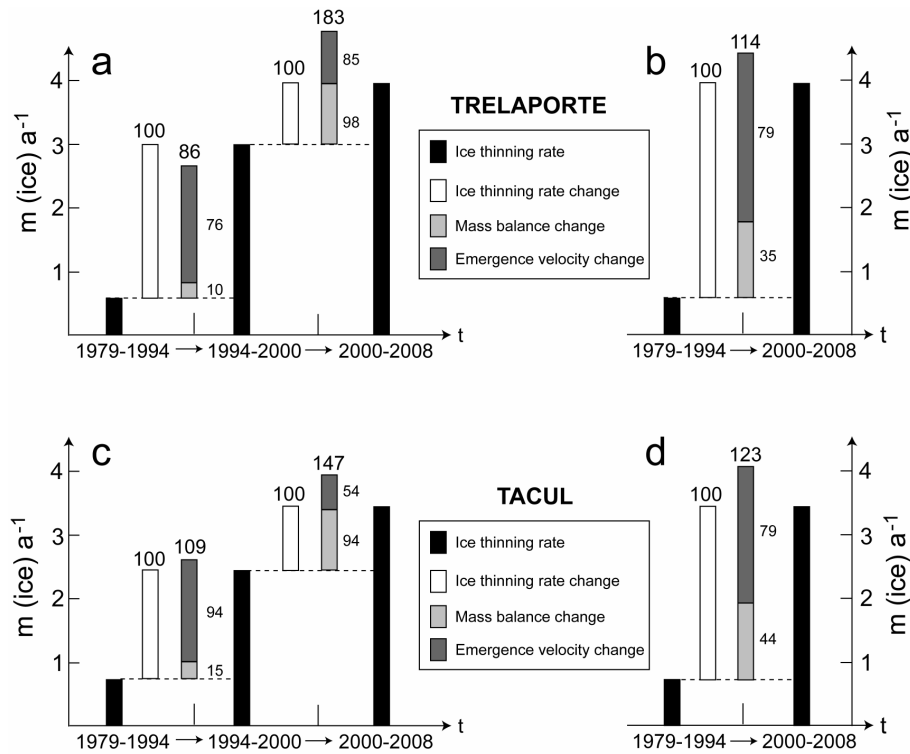 a
183
85
98
100
100
86
76
10
4
3
2
1
m (ice) a⁻¹
t
1979-1994 → 1994-2000 → 2000-2008
TRELAPORTE
Ice thinning rate
Ice thinning rate change
Mass balance change
Emergence velocity change
b
114
100
79
35
4
3
2
1
m (ice) a⁻¹
t
1979-1994 → 2000-2008
c
147
100
54
94
100
109
94
15
4
3
2
1
m (ice) a⁻¹
t
1979-1994 → 1994-2000 → 2000-2008
TACUL
Ice thinning rate
Ice thinning rate change
Mass balance change
Emergence velocity change
d
123
100
79
44
4
3
2
1
m (ice) a⁻¹
t
1979-1994 → 2000-2008